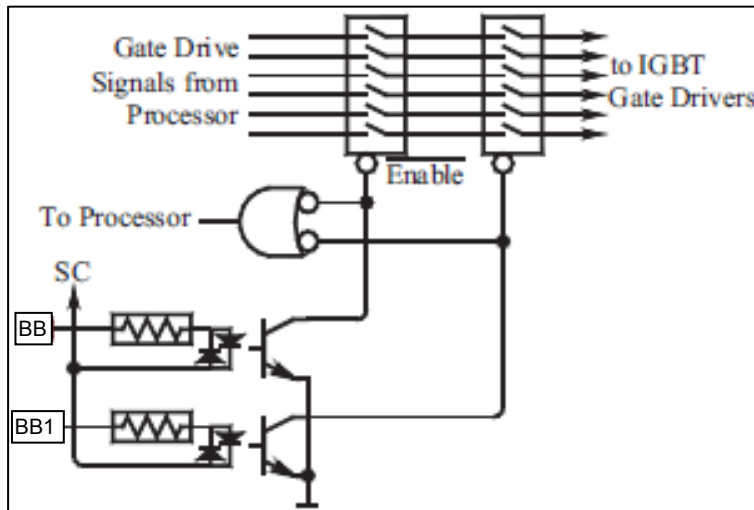 Gate Drive
Signals from
Processor
to IGBT
Gate Drivers
Enable
To Processor
SC
BB
BB1